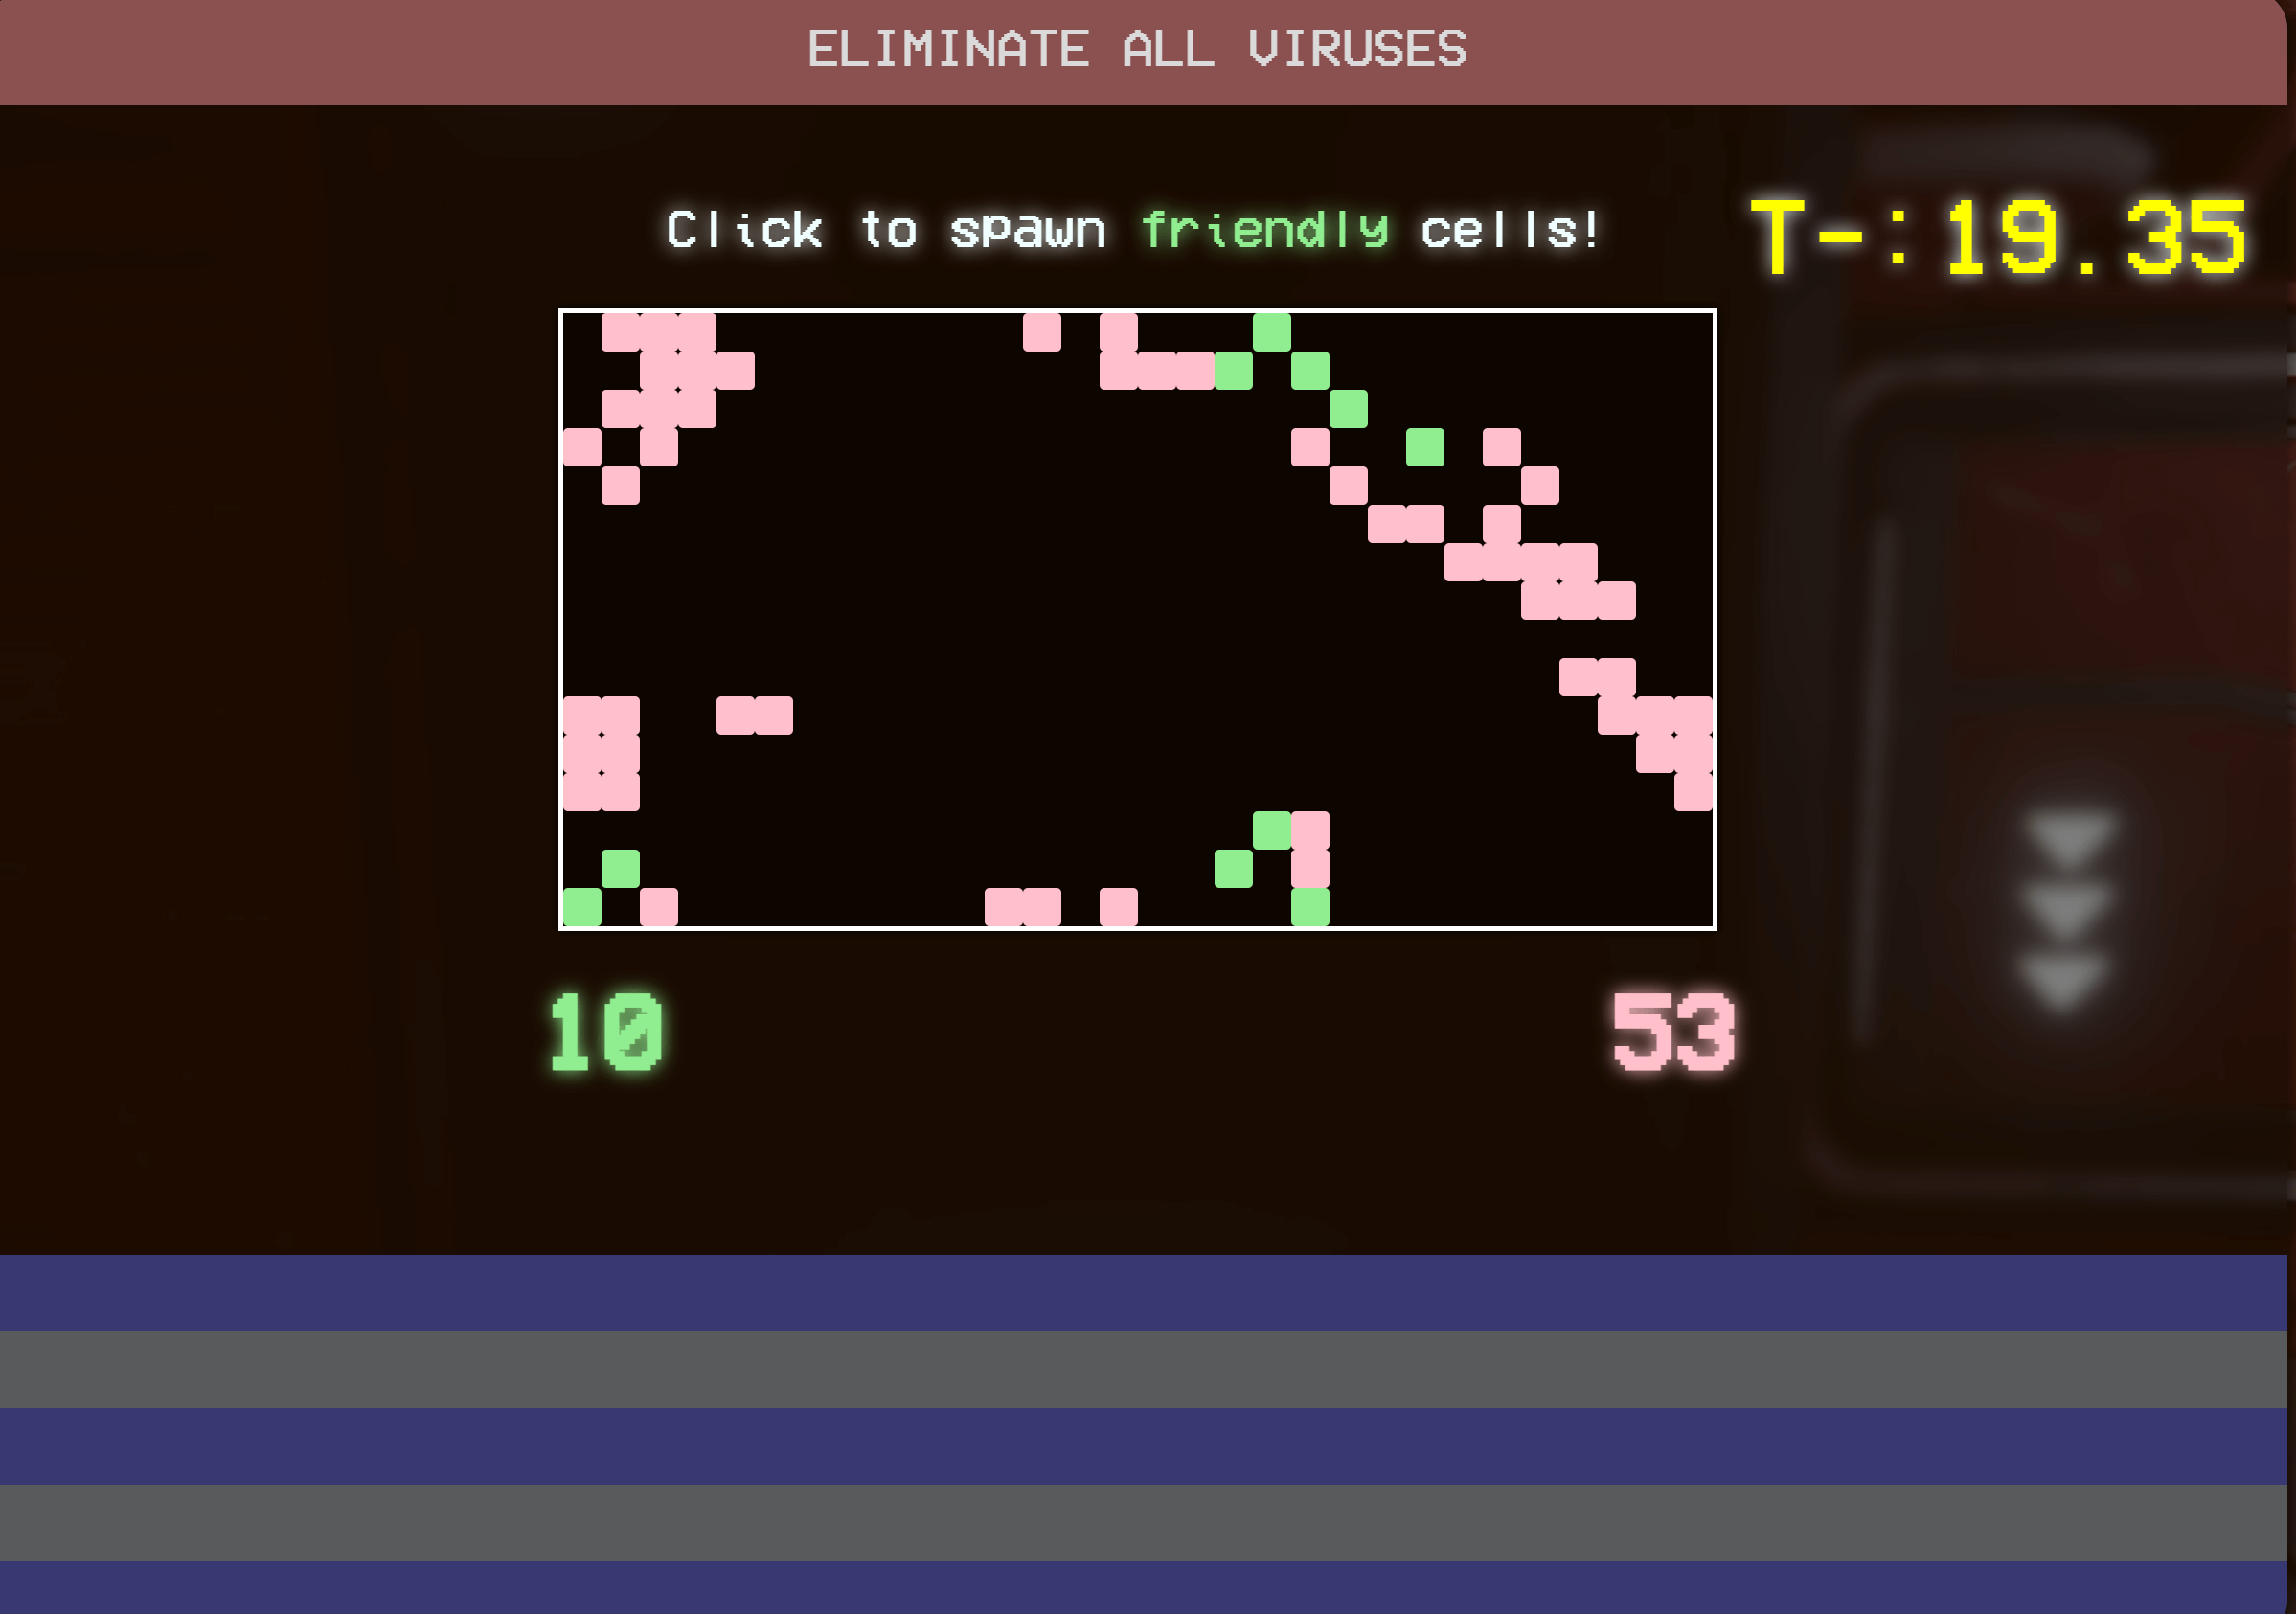 ELIMINATE ALL VIRUSES
Click to spawn friendly cells!
T-:19.35
10
53